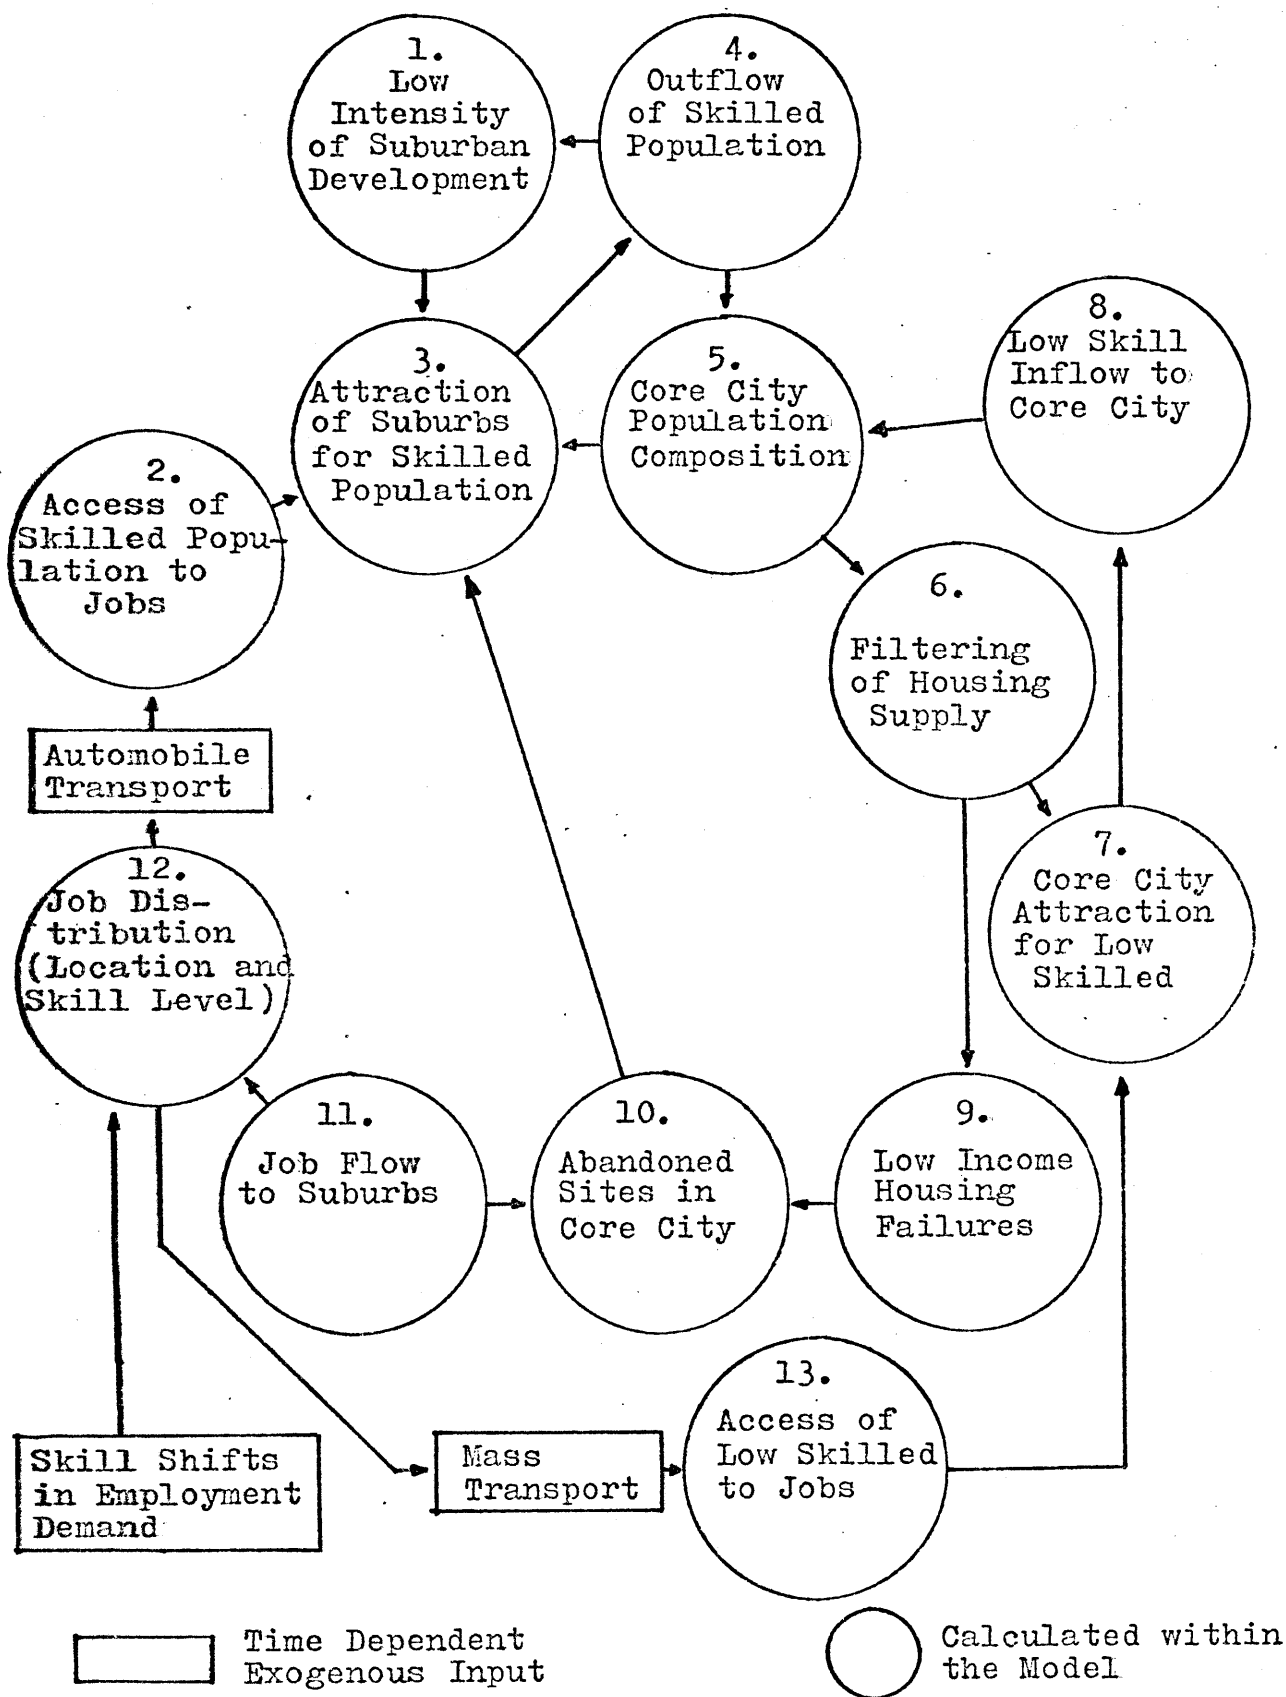 1.
Low
Intensity
of Suburban
Development
4.
Outflow
of Skilled
Population
8.
Low Skill
Inflow to
Core City
3.
Attraction
of Suburbs
for Skilled
Population
5.
Core City
Population
Composition
2.
Access of
Skilled Popu-
lation to
Jobs
6.
Filtering
of Housing
Supply
Automobile
Transport
7.
Core City
Attraction
for Low
Skilled
12.
Job Dis-
tribution
(Location and
Skill Level)
11.
Job Flow
to Suburbs
10.
Abandoned
Sites in
Core City
9.
Low Income
Housing
Failures
13.
Access of
Low Skilled
to Jobs
Skill Shifts
in Employment
Demand
Mass
Transport
Time Dependent
Exogenous Input
Calculated within
the Model